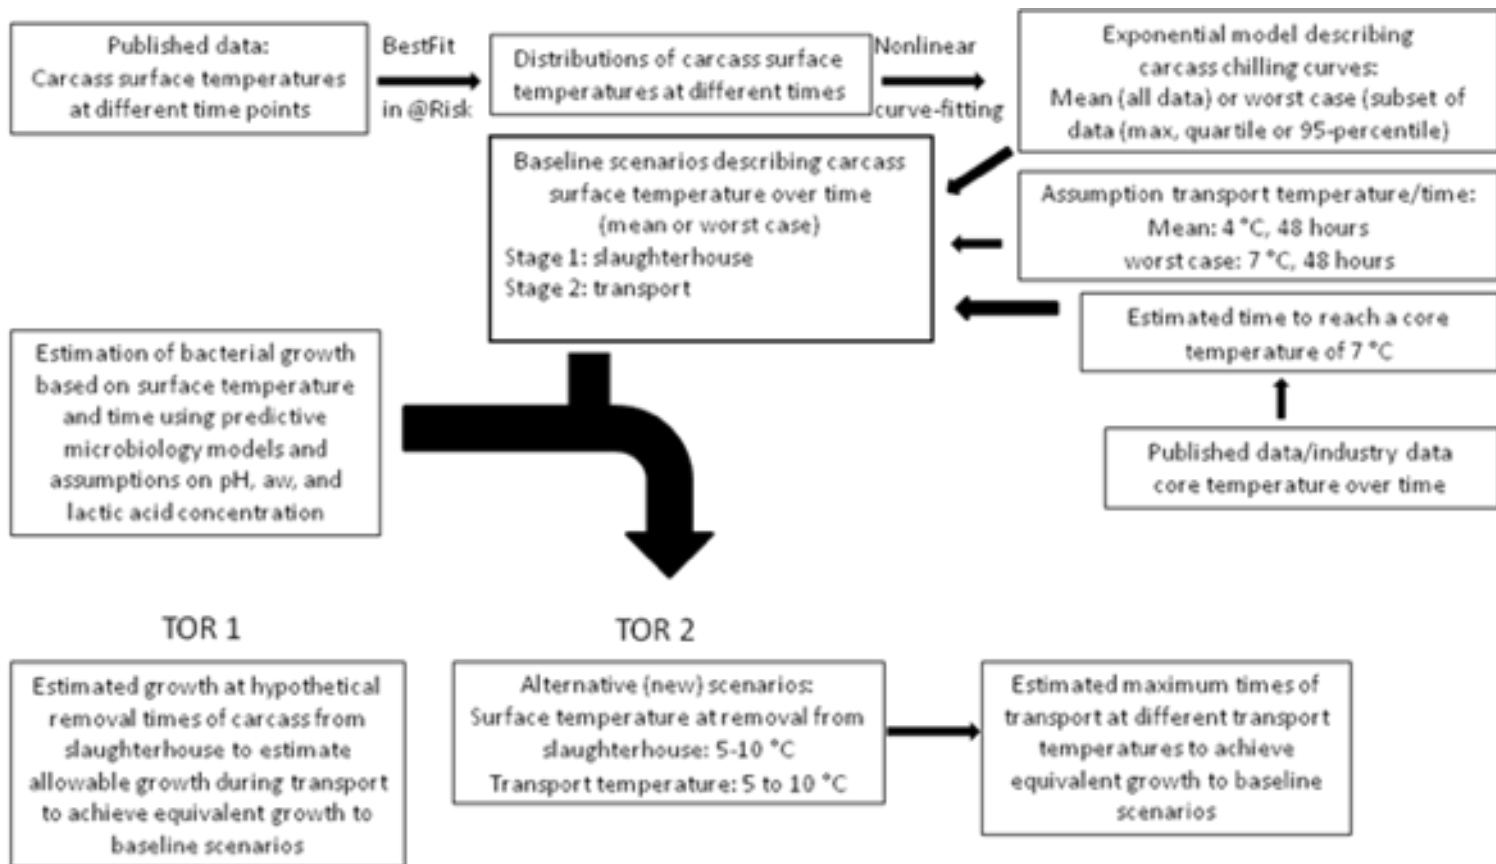 Published data:
Carcass surface temperatures
at different time points
BestFit
in @Risk
Distributions of carcass surface
temperatures at different times
Nonlinear
curve-fitting
Exponential model describing
carcass chilling curves:
Mean (all data) or worst case (subset of
data (max, quartile or 95-percentile)
Baseline scenarios describing carcass
surface temperature over time
(mean or worst case)
Stage 1: slaughterhouse
Stage 2: transport
Assumption transport temperature/time:
Mean: 4 °C, 48 hours
worst case: 7 °C, 48 hours
Estimated time to reach a core
temperature of 7 °C
Published data/industry data
core temperature over time
Estimation of bacterial growth
based on surface temperature
and time using predictive
microbiology models and
assumptions on pH, aw, and
lactic acid concentration
TOR 1
Estimated growth at hypothetical
removal times of carcass from
slaughterhouse to estimate
allowable growth during transport
to achieve equivalent growth to
baseline scenarios
TOR 2
Alternative (new) scenarios:
Surface temperature at removal from
slaughterhouse: 5-10 °C
Transport temperature: 5 to 10 °C
Estimated maximum times of
transport at different transport
temperatures to achieve
equivalent growth to baseline
scenarios